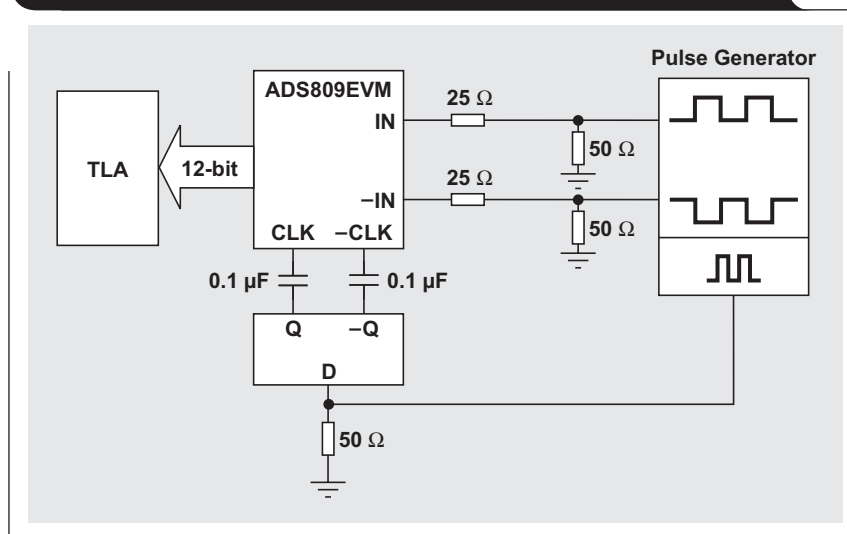 Pulse Generator
ADS809EVM
IN
25 Ω
50 Ω
TLA
12-bit
–IN
25 Ω
50 Ω
CLK –CLK
0.1 µF
0.1 µF
Q –Q
D
50 Ω